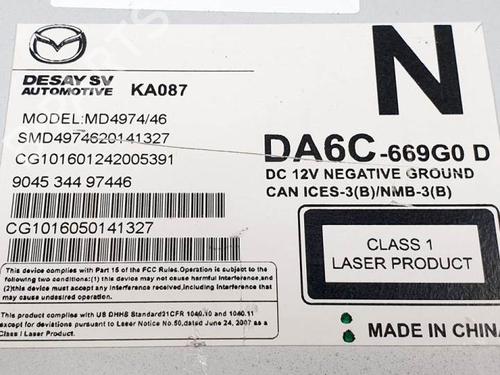 DESAY SV
AUTOMOTIVE KA087
N
MODEL:MD4974/46
SMD4974620141327
CG101601242005391
9045 344 97446
CG1016050141327
DA6C-669G0 D
DC 12V NEGATIVE GROUND
CAN ICES-3(B)/NMB-3(B)
CLASS 1
LASER PRODUCT
This device complies with Part 15 of the FCC Rules.Operation is subject to the
following two conditions:(1) this device may not cause harmful interference,and
(2)this device must accept any interference received,including interference that
may cause undesired operation.
This device complies with US DHHS Standard21CFR 1040.10 and 1040.11
except for deviations pursuant to Laser Notice No.50,dated June 24, 2007 as a
Class I Laser Product.
MADE IN CHINA